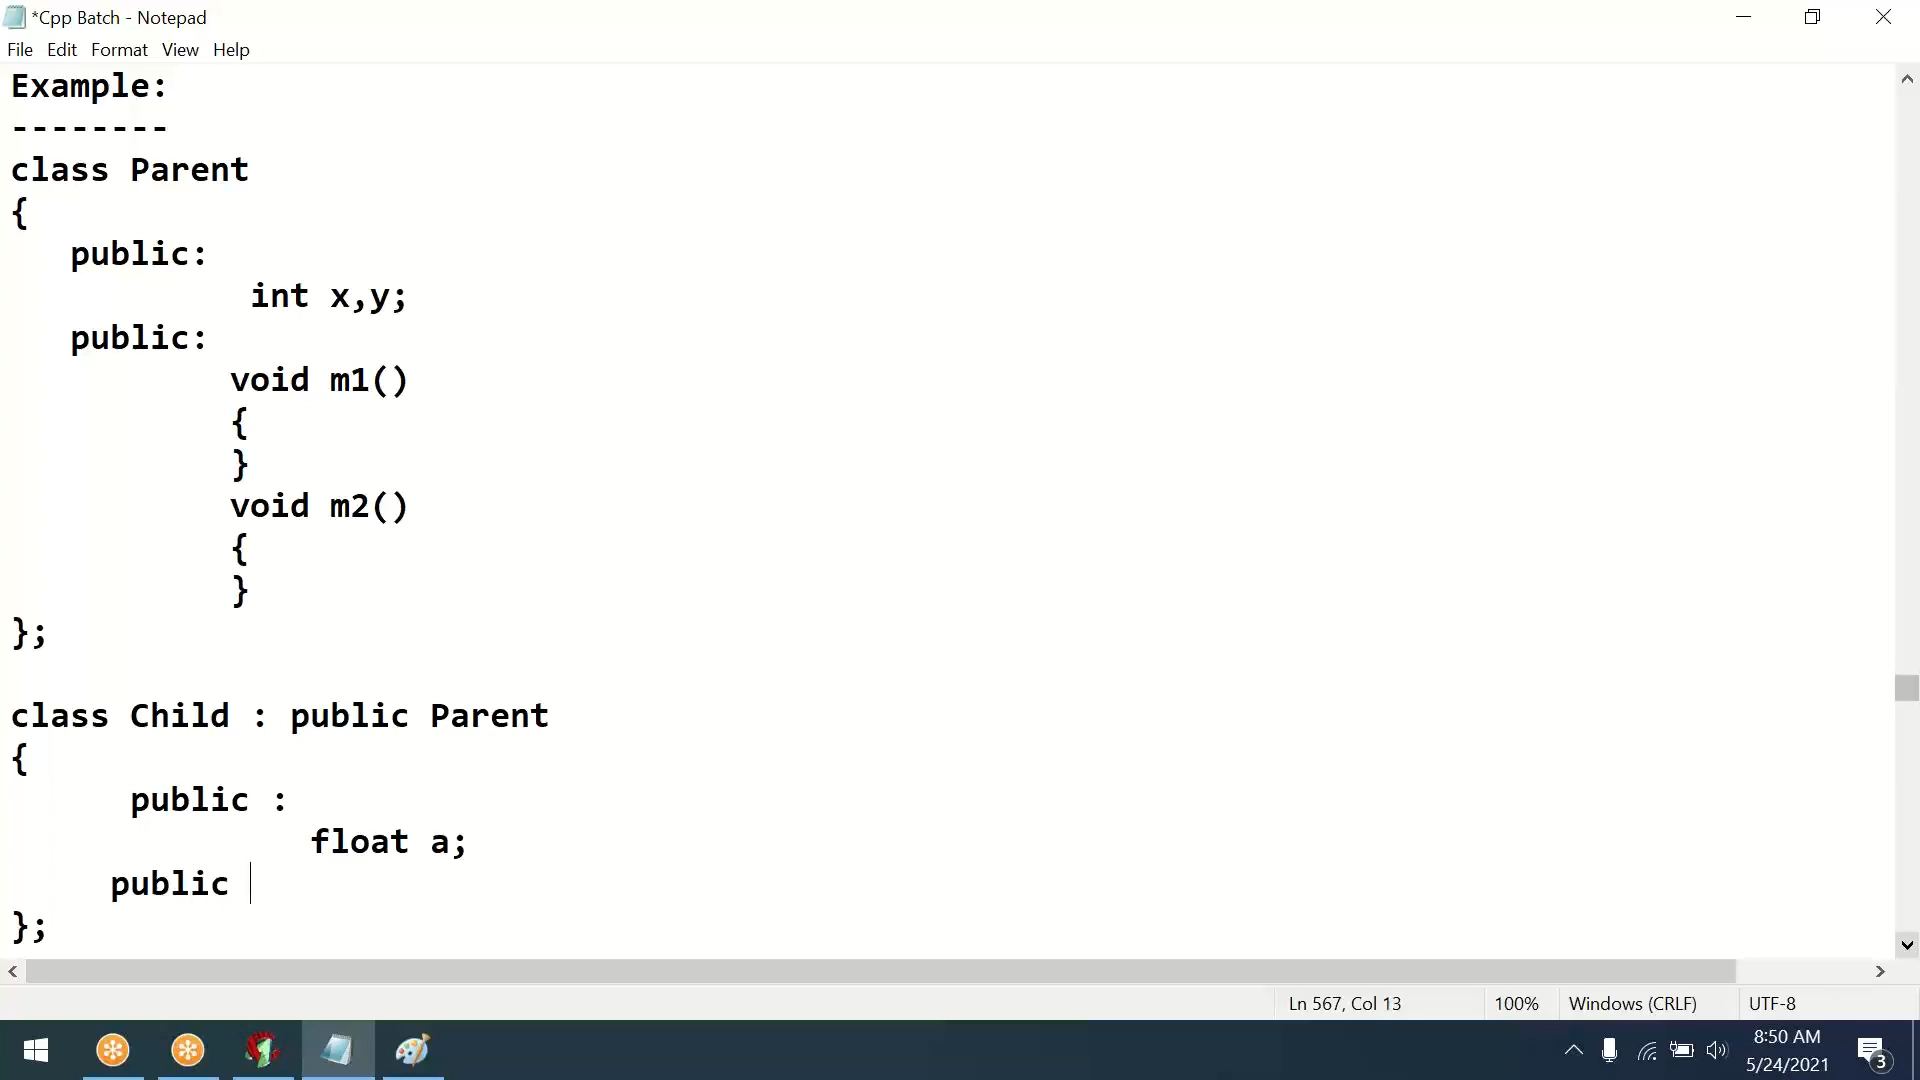 *Cpp Batch - Notepad
File Edit Format View Help
Example:
--------
class Parent
{
public:
int x,y;
public:
void m1()
{
}
void m2()
{
}
};
class Child : public Parent
{
public :
float a;
public
};
Ln 567, Col 13 100% Windows (CRLF) UTF-8
8:50 AM
5/24/2021
3